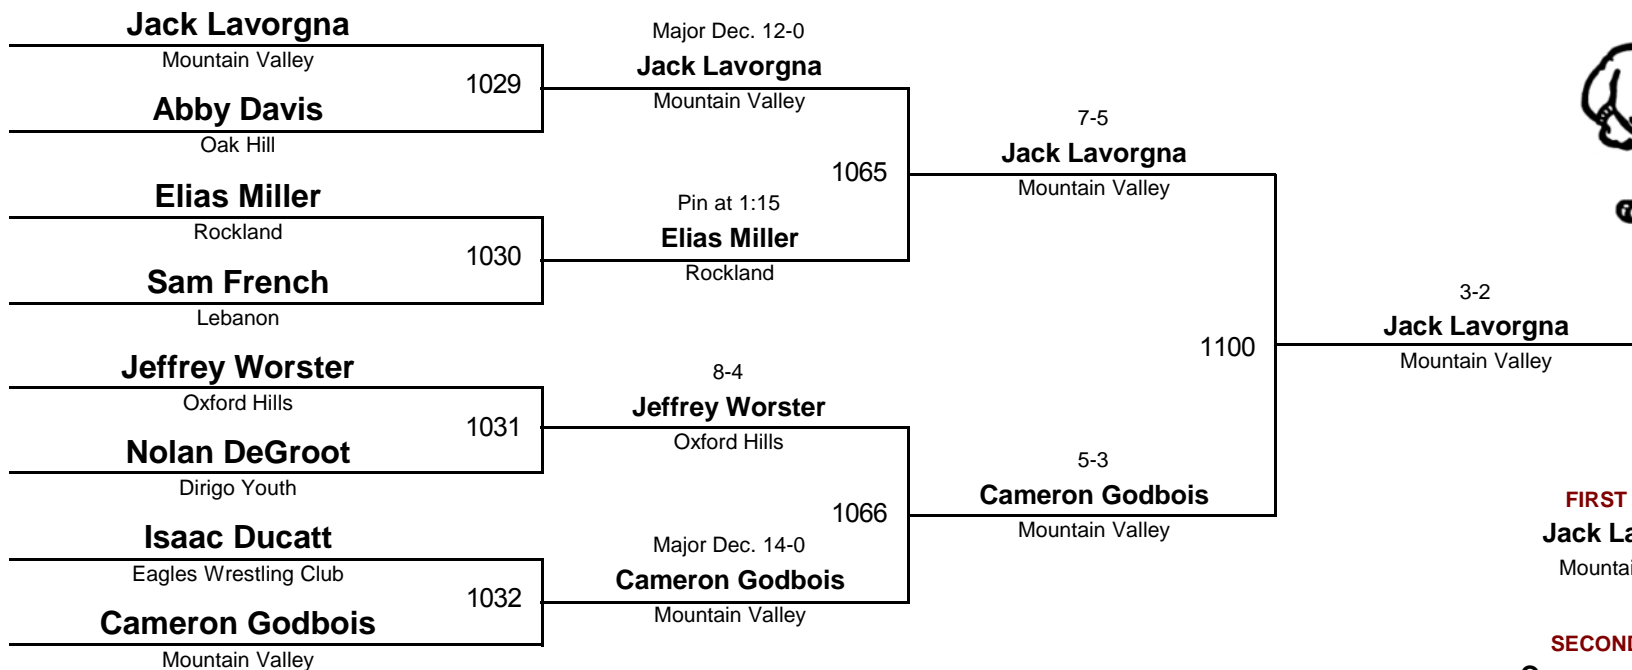 Jack Lavorgna
Mountain Valley
1029
Abby Davis
Oak Hill
Elias Miller
Rockland
1030
Sam French
Lebanon
Jeffrey Worster
Oxford Hills
1031
Nolan DeGroot
Dirigo Youth
Isaac Ducatt
Eagles Wrestling Club
1032
Cameron Godbois
Mountain Valley
Major Dec. 12-0
Jack Lavorgna
Mountain Valley
1065
Pin at 1:15
Elias Miller
Rockland
8-4
Jeffrey Worster
Oxford Hills
1066
Major Dec. 14-0
Cameron Godbois
Mountain Valley
7-5
Jack Lavorgna
Mountain Valley
1100
5-3
Cameron Godbois
Mountain Valley
3-2
Jack Lavorgna
Mountain Valley
FIRST
Jack La
Mountai
SECOND